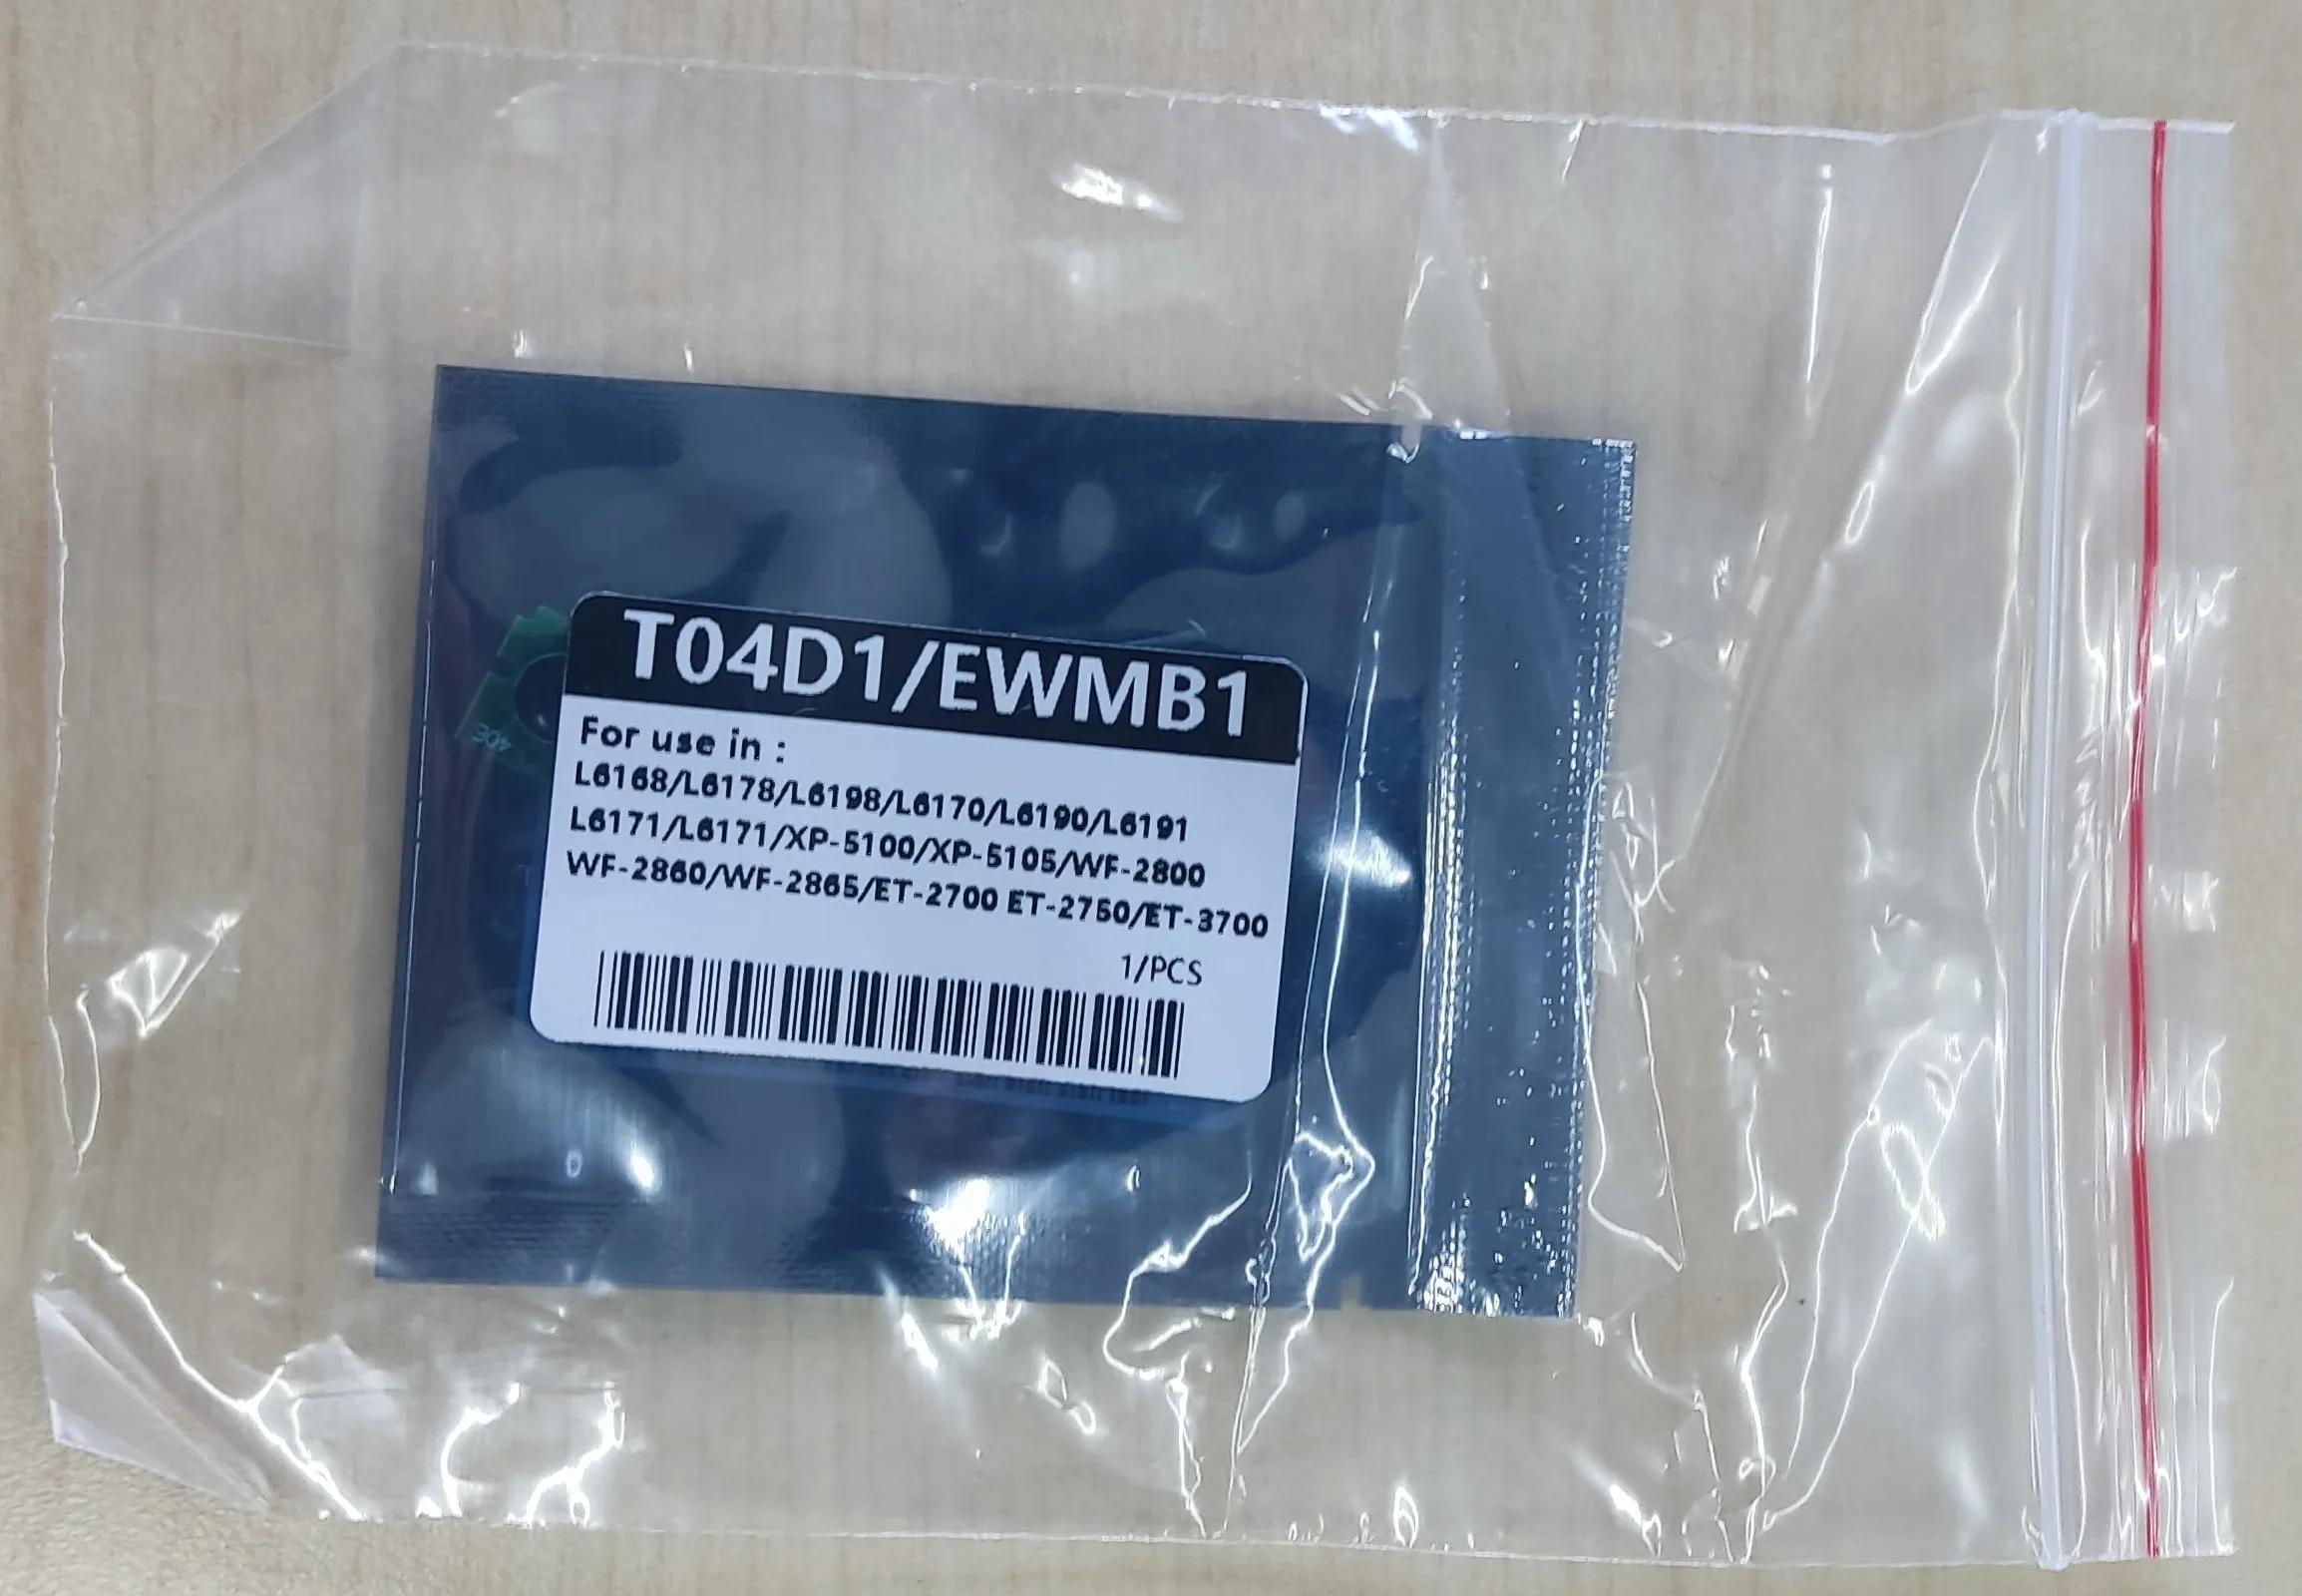 T04D1/EWMB1
For use in :
L6168/L6178/L6198/L6170/L6190/L6191
L6171/L6171/XP-5100/XP-5105/WF-2800
WF-2860/WF-2865/ET-2700 ET-2750/ET-3700
1/PCS